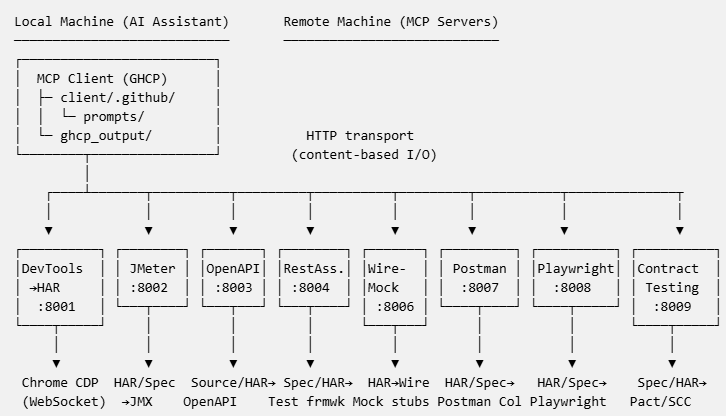 Local Machine (AI Assistant) Remote Machine (MCP Servers)
MCP Client (GHCP)
client/.github/
prompts/
ghcp_output/
HTTP transport
(content-based I/O)
DevTools
→HAR
:8001
JMeter
:8002
OpenAPI
:8003
RestAss.
:8004
Wire-
Mock
:8006
Postman
:8007
Playwright
:8008
Contract
Testing
:8009
Chrome CDP
(WebSocket)
HAR/Spec
→JMX
Source/HAR→
OpenAPI
Spec/HAR→
Test frmwk
HAR→Wire
Mock stubs
HAR/Spec→
Postman Col
HAR/Spec→
Playwright
Spec/HAR→
Pact/SCC